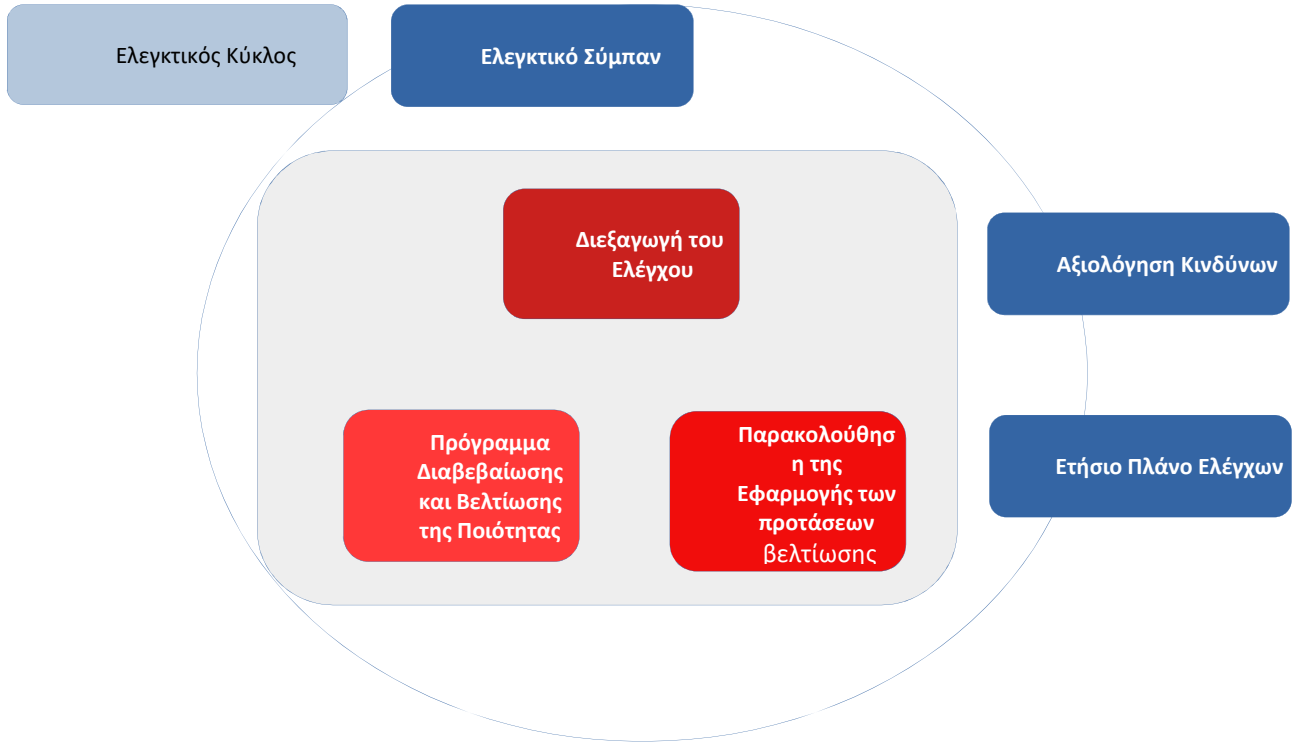 Ελεγκτικός Κύκλος
Ελεγκτικό Σύμπαν
Διεξαγωγή του
Ελέγχου
Αξιολόγηση Κινδύνων
Πρόγραμμα
Διαβεβαίωσης
και Βελτίωσης
της Ποιότητας
Παρακολούθησ
η της
Εφαρμογής των
προτάσεων
βελτίωσης
Ετήσιο Πλάνο Ελέγχων